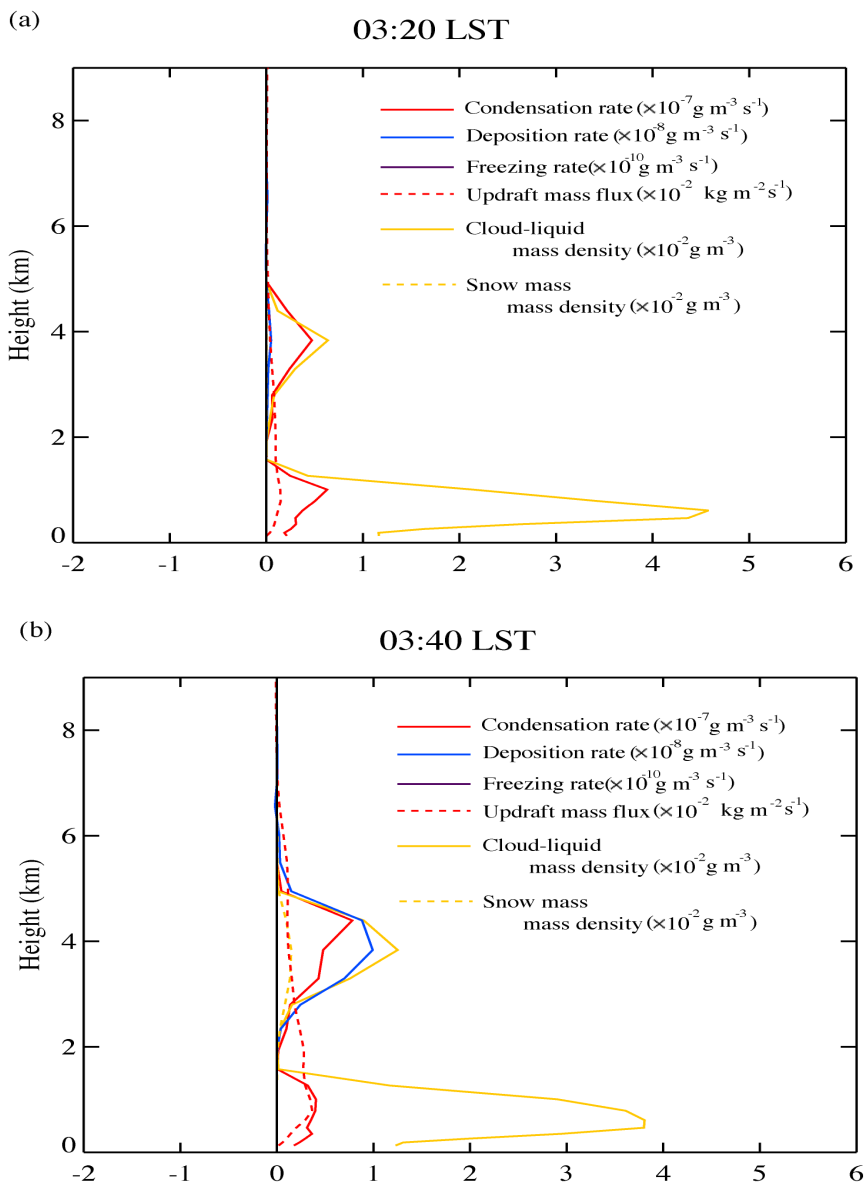 (a)
03:20 LST
Condensation rate (×10⁻⁷g m⁻³ s⁻¹)
8
Deposition rate (×10⁻⁸g m⁻³ s⁻¹)
Freezing rate(×10⁻¹⁰g m⁻³ s⁻¹)
Updraft mass flux (×10⁻² kg m⁻²s⁻¹)
6
Cloud-liquid
mass density (×10⁻²g m⁻³)
Snow mass
mass density (×10⁻²g m⁻³)
Height (km)
4
2
0
-2 -1 0 1 2 3 4 5 6
(b)
03:40 LST
Condensation rate (×10⁻⁷g m⁻³ s⁻¹)
8
Deposition rate (×10⁻⁸g m⁻³ s⁻¹)
Freezing rate(×10⁻¹⁰g m⁻³ s⁻¹)
Updraft mass flux (×10⁻² kg m⁻²s⁻¹)
6
Cloud-liquid
mass density (×10⁻²g m⁻³)
Snow mass
mass density (×10⁻²g m⁻³)
Height (km)
4
2
0
-2 -1 0 1 2 3 4 5 6